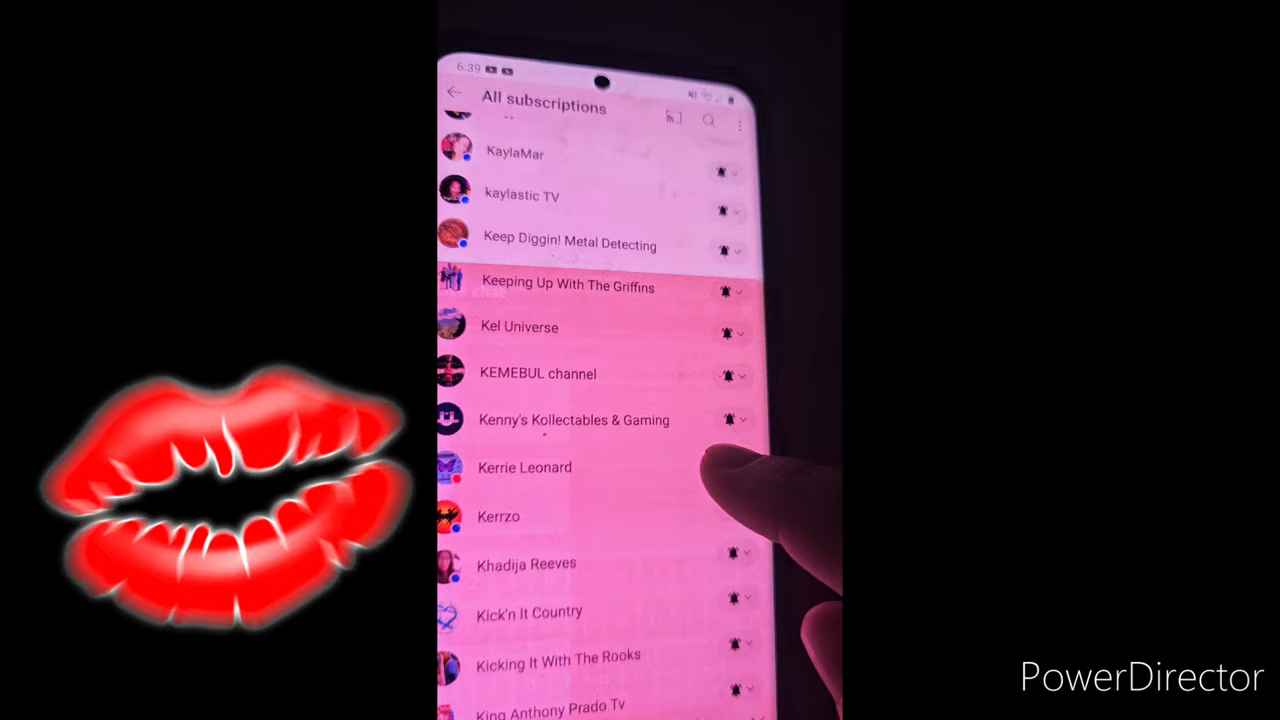 6:39
All subscriptions
KaylaMar
kaylastic TV
Keep Diggin! Metal Detecting
Keeping Up With The Griffins
Live chat
Kel Universe
KEMEBUL channel
Kenny's Kollectables & Gaming
Kerrie Leonard
Kerrzo
Khadija Reeves
Kick'n It Country
Kicking It With The Rooks
King Anthony Prado Tv
PowerDirector